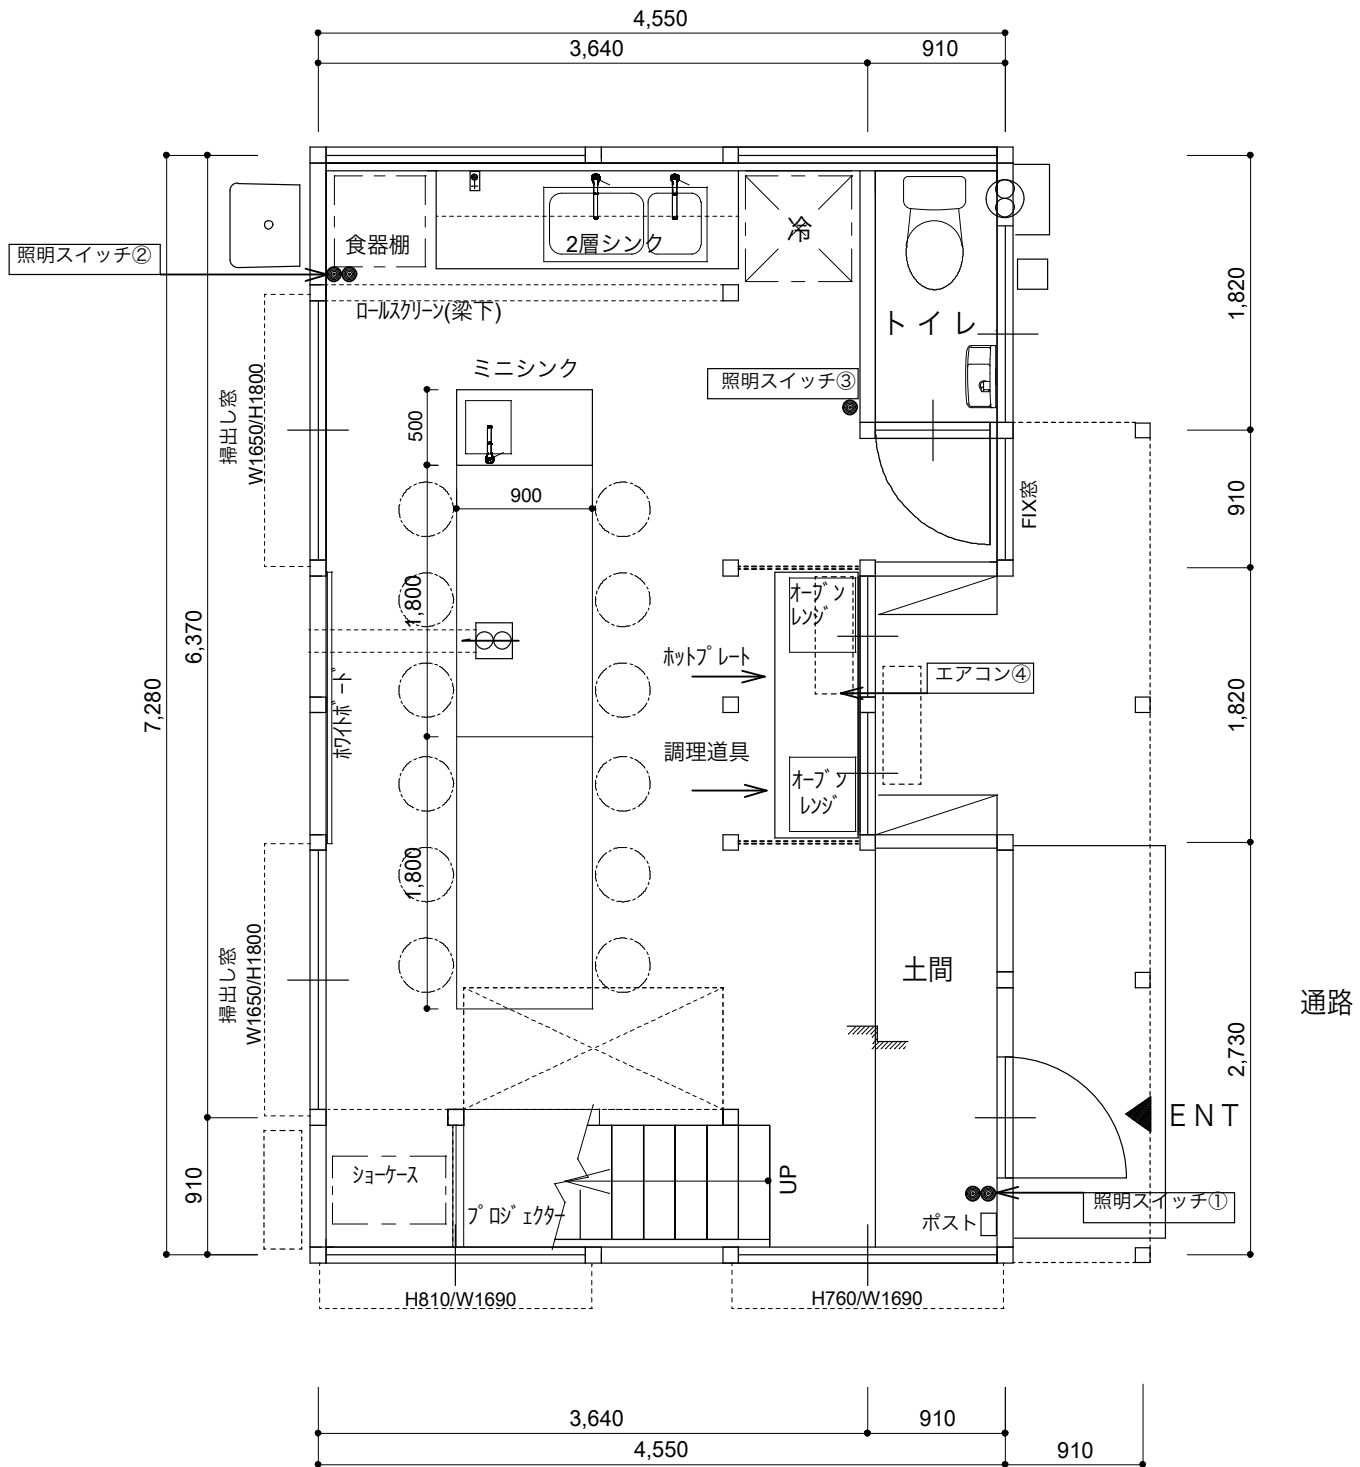 4,550
3,640
910
食器棚
2層シンク
冷
照明スイッチ②
ロールスクリーン(梁下)
トイレ
1,820
ミニシンク
照明スイッチ③
掃出し窓
W1650/H1800
500
900
FIX窓
910
1,800
オーブン
レンジ
6,370
7,280
ホットプレート
エアコン④
ホワイトボード
1,820
調理道具
オーブン
レンジ
1,800
掃出し窓
W1650/H1800
土間
通路
2,730
ENT
910
ショーケース
プロジェクター
UP
照明スイッチ①
ポスト
H810/W1690
H760/W1690
3,640
910
4,550
910